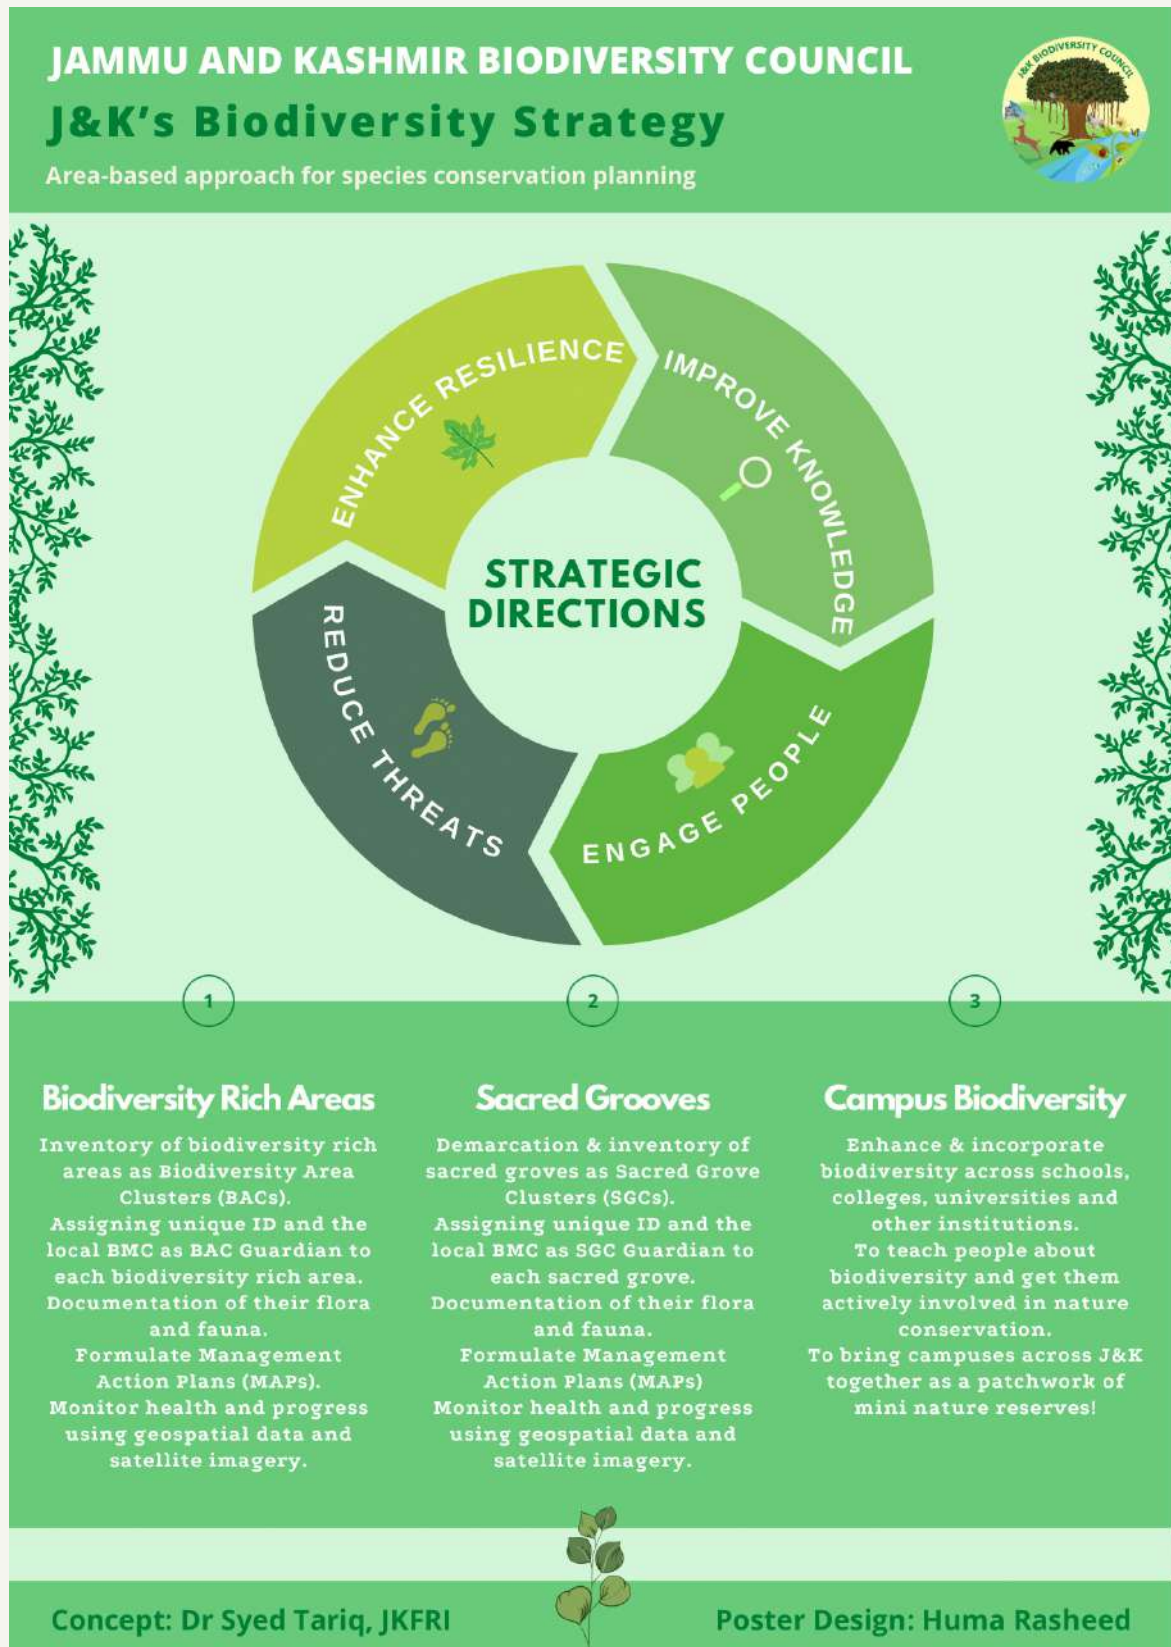 JAMMU AND KASHMIR BIODIVERSITY COUNCIL
J&K's Biodiversity Strategy
Area-based approach for species conservation planning
J&K BIODIVERSITY COUNCIL
ENHANCE RESILIENCE
IMPROVE KNOWLEDGE
STRATEGIC
DIRECTIONS
REDUCE THREATS
ENGAGE PEOPLE
1
2
3
Biodiversity Rich Areas
Inventory of biodiversity rich
areas as Biodiversity Area
Clusters (BACs).
Assigning unique ID and the
local BMC as BAC Guardian to
each biodiversity rich area.
Documentation of their flora
and fauna.
Formulate Management
Action Plans (MAPs).
Monitor health and progress
using geospatial data and
satellite imagery.
Sacred Grooves
Demarcation & inventory of
sacred groves as Sacred Grove
Clusters (SGCs).
Assigning unique ID and the
local BMC as SGC Guardian to
each sacred grove.
Documentation of their flora
and fauna.
Formulate Management
Action Plans (MAPs)
Monitor health and progress
using geospatial data and
satellite imagery.
Campus Biodiversity
Enhance & incorporate
biodiversity across schools,
colleges, universities and
other institutions.
To teach people about
biodiversity and get them
actively involved in nature
conservation.
To bring campuses across J&K
together as a patchwork of
mini nature reserves!
Concept: Dr Syed Tariq, JKFRI
Poster Design: Huma Rasheed